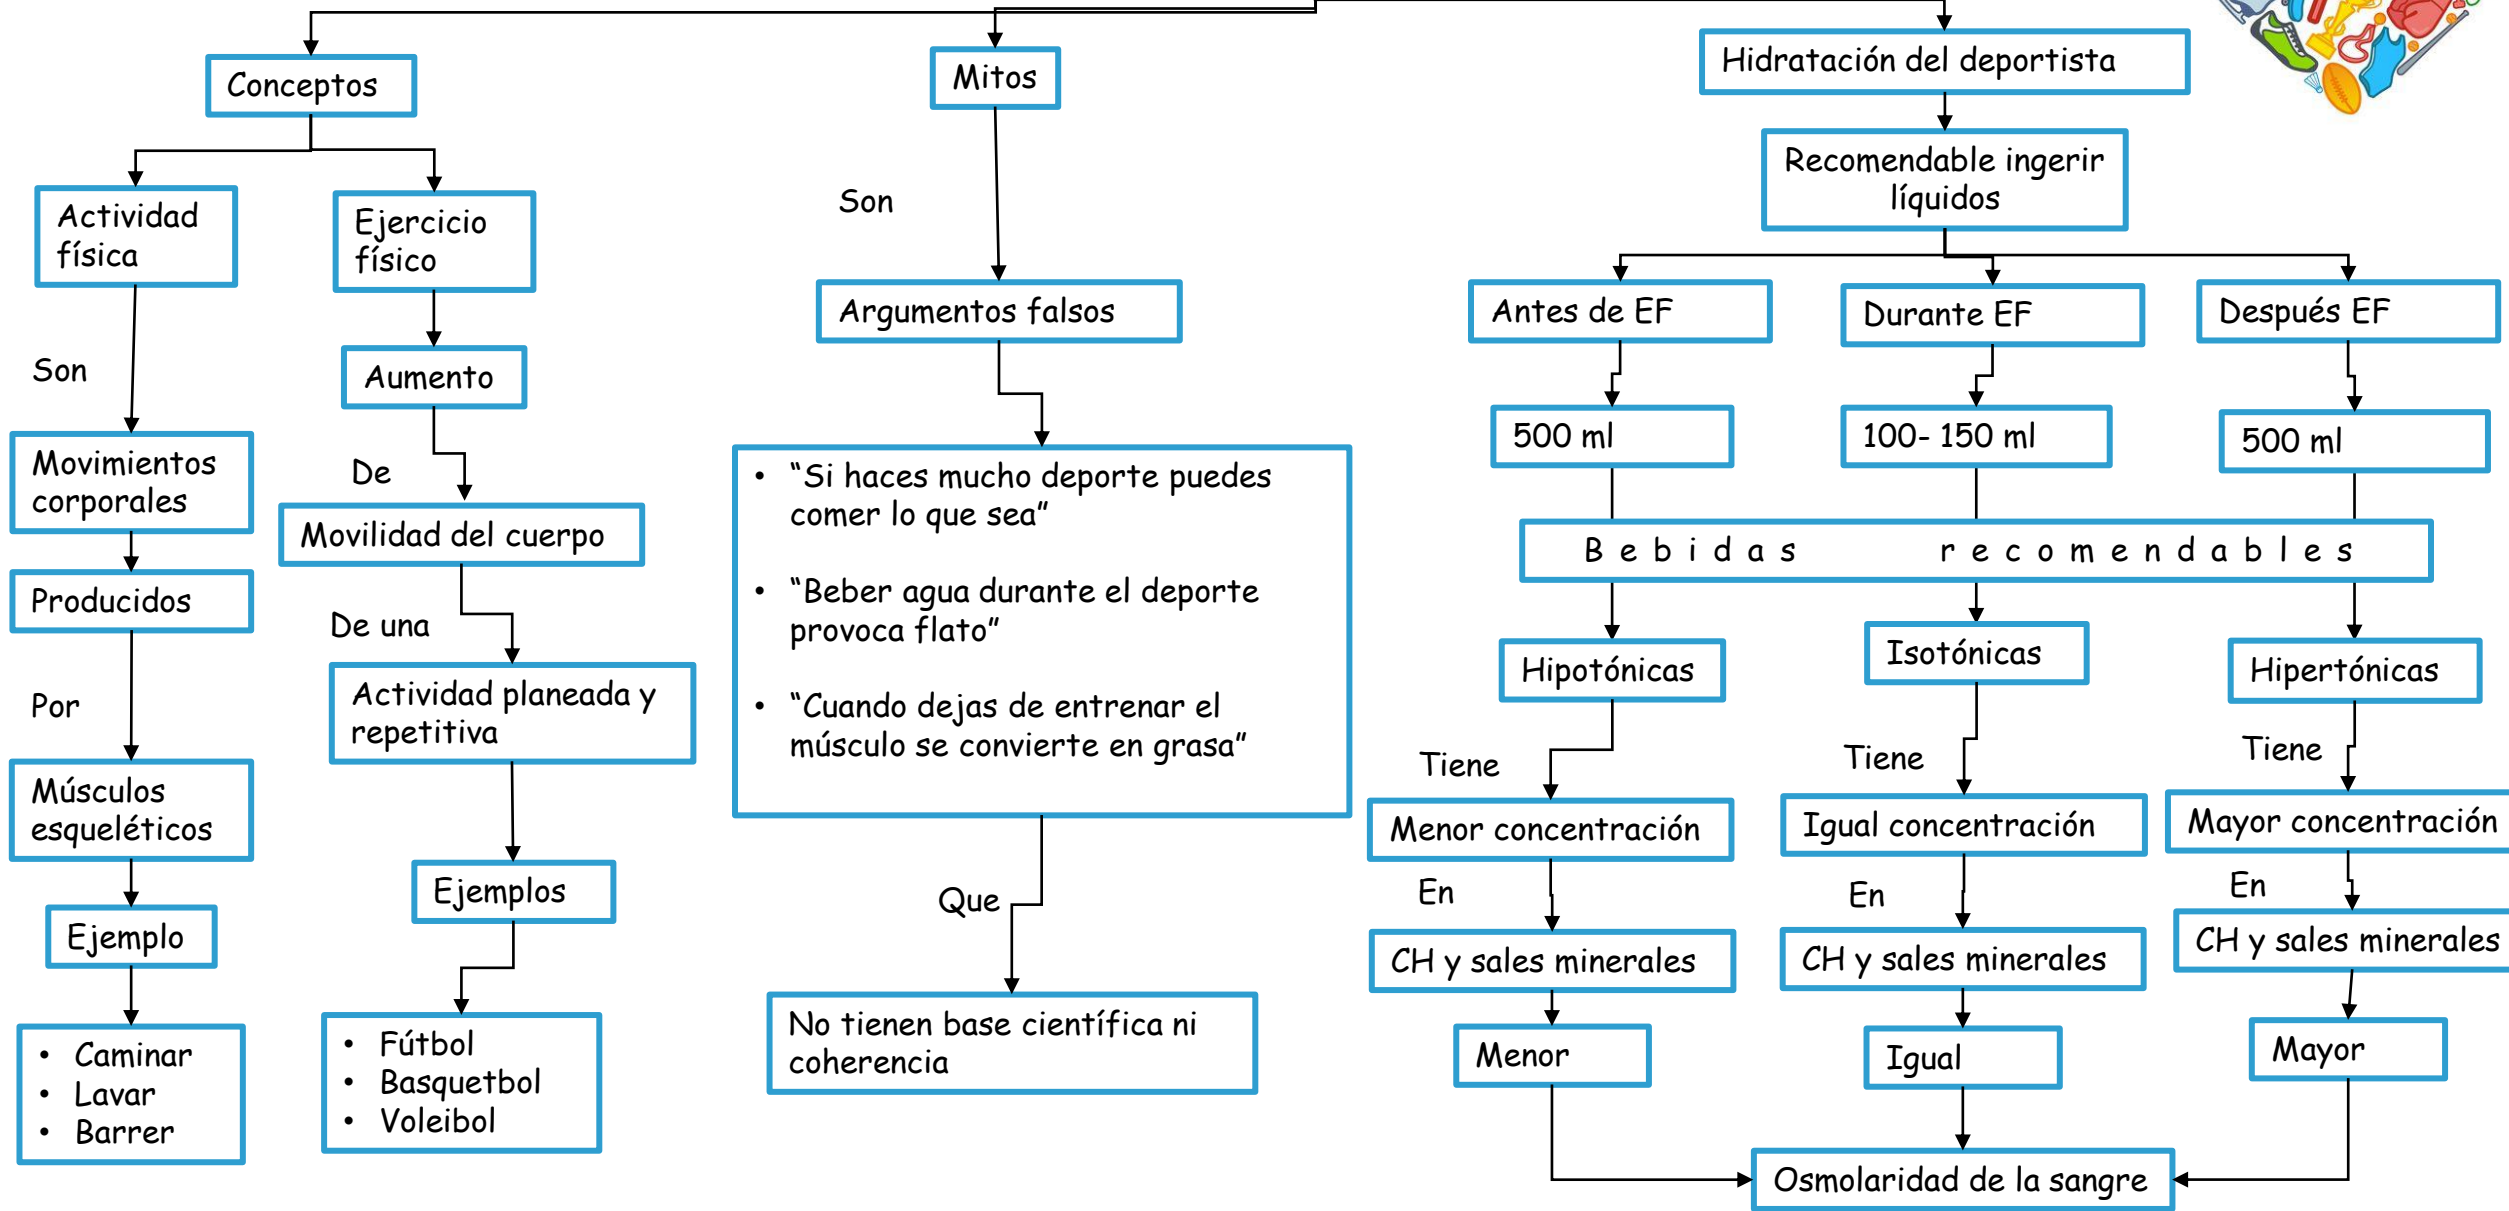 Conceptos
Actividad
física
Son
Movimientos
corporales
Producidos
Por
Músculos
esqueléticos
Ejemplo
• Caminar
• Lavar
• Barrer
Ejercicio
físico
Aumento
De
Movilidad del cuerpo
De una
Actividad planeada y
repetitiva
Ejemplos
• Fútbol
• Basquetbol
• Voleibol
Mitos
Son
Argumentos falsos
• "Si haces mucho deporte puedes
comer lo que sea"
• "Beber agua durante el deporte
provoca flato"
• "Cuando dejas de entrenar el
músculo se convierte en grasa"
Que
No tienen base científica ni
coherencia
Hidratación del deportista
Recomendable ingerir
líquidos
Antes de EF
Durante EF
Después EF
500 ml
100- 150 ml
500 ml
Bebidas recomendables
Hipotónicas
Isotónicas
Hipertónicas
Tiene
Tiene
Tiene
Menor concentración
Igual concentración
Mayor concentración
En
En
En
CH y sales minerales
CH y sales minerales
CH y sales minerales
Menor
Igual
Mayor
Osmolaridad de la sangre